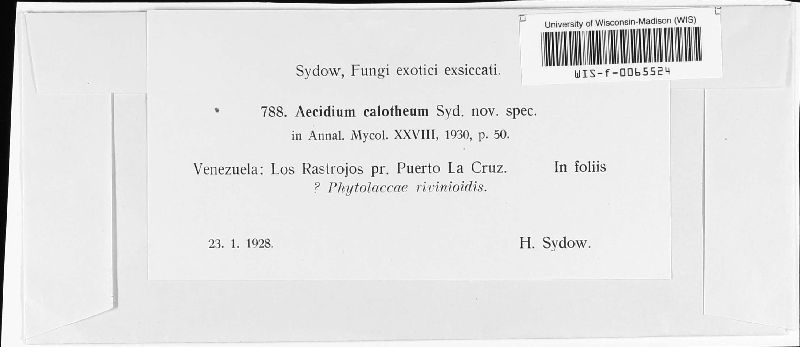 University of Wisconsin-Madison (WIS)
WIS-f-0065524
Sydow, Fungi exotici exsiccati.
788. Aecidium calotheum Syd. nov. spec.
in Annal. Mycol. XXVIII, 1930, p. 50.
Venezuela: Los Rastrojos pr. Puerto La Cruz. In foliis
? Phytolaccae rivinioidis.
23. 1. 1928. H. Sydow.